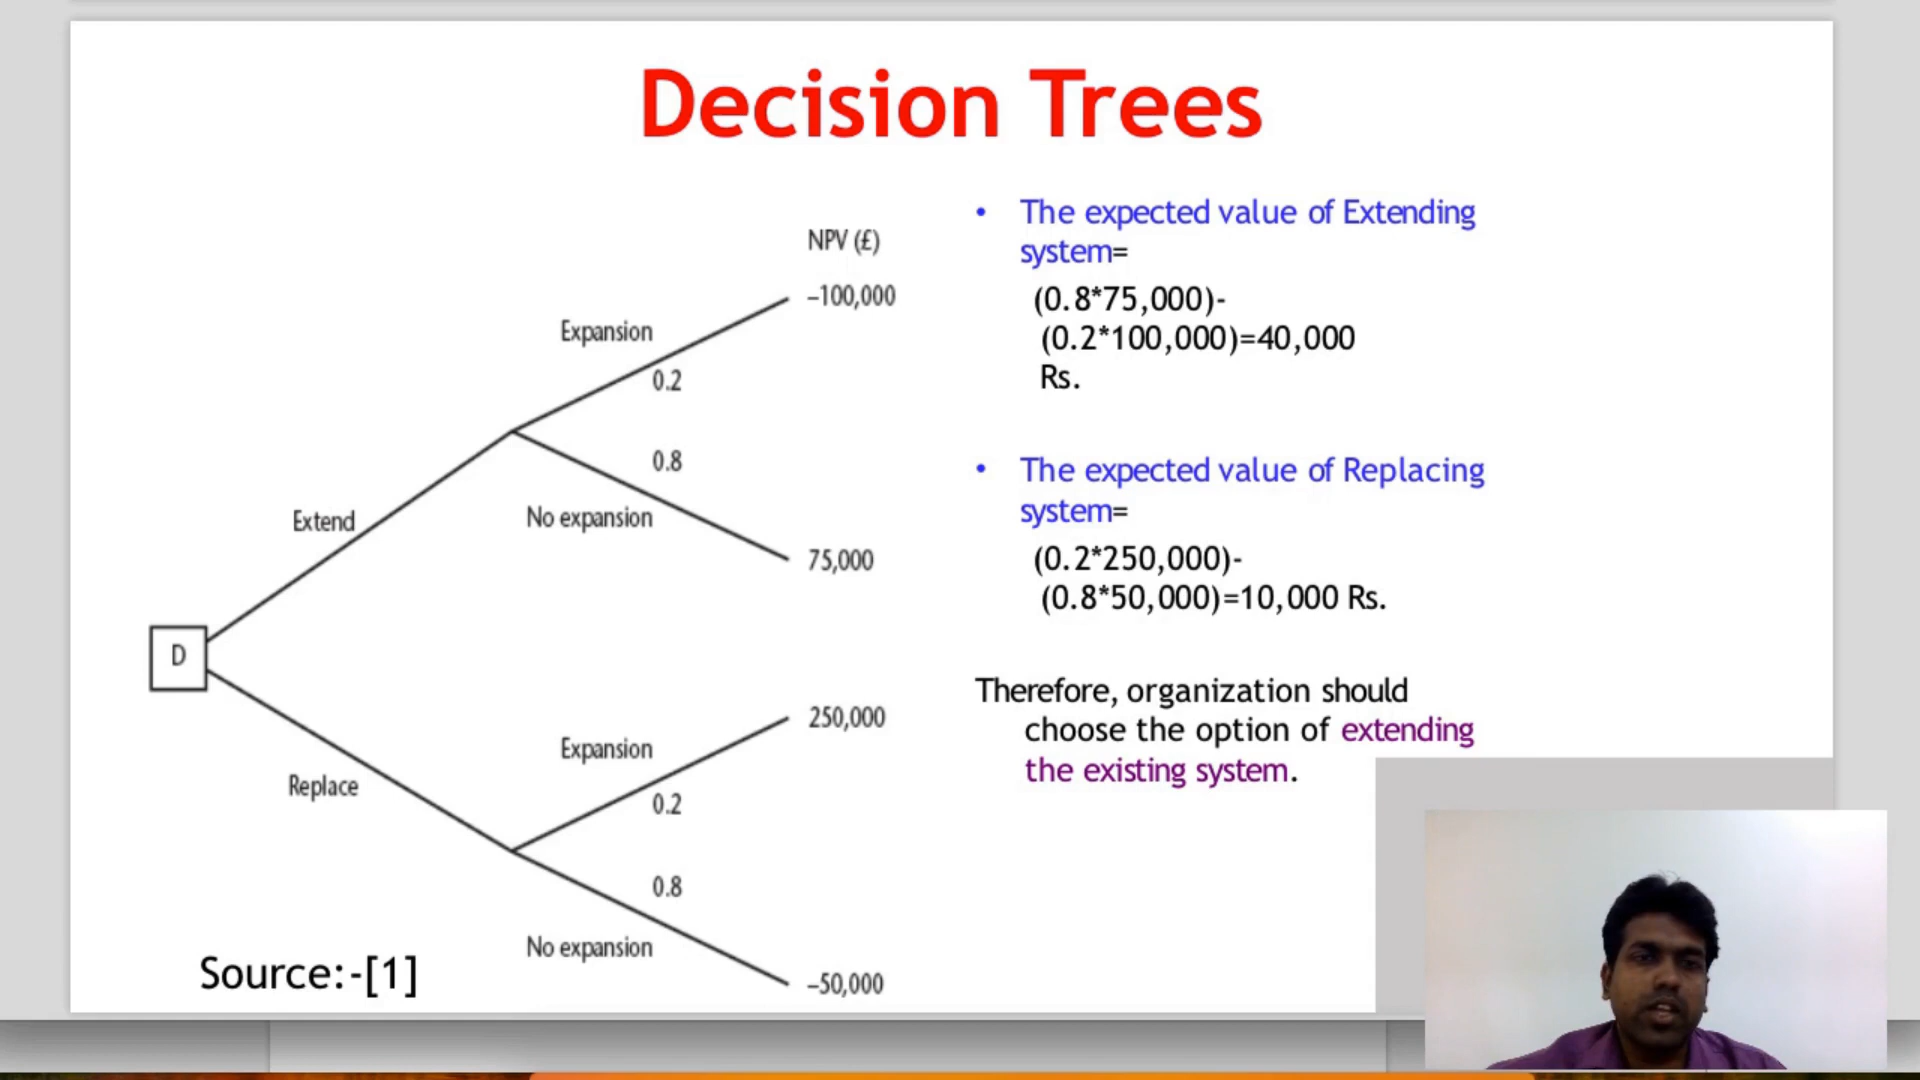 Decision Trees
NPV (£)
–100,000
Expansion
0.2
0.8
No expansion
75,000
Extend
D
Replace
250,000
Expansion
0.2
0.8
No expansion
–50,000
Source:-[1]
• The expected value of Extending
system=
(0.8*75,000)-
(0.2*100,000)=40,000
Rs.
• The expected value of Replacing
system=
(0.2*250,000)-
(0.8*50,000)=10,000 Rs.
Therefore, organization should
choose the option of extending
the existing system.